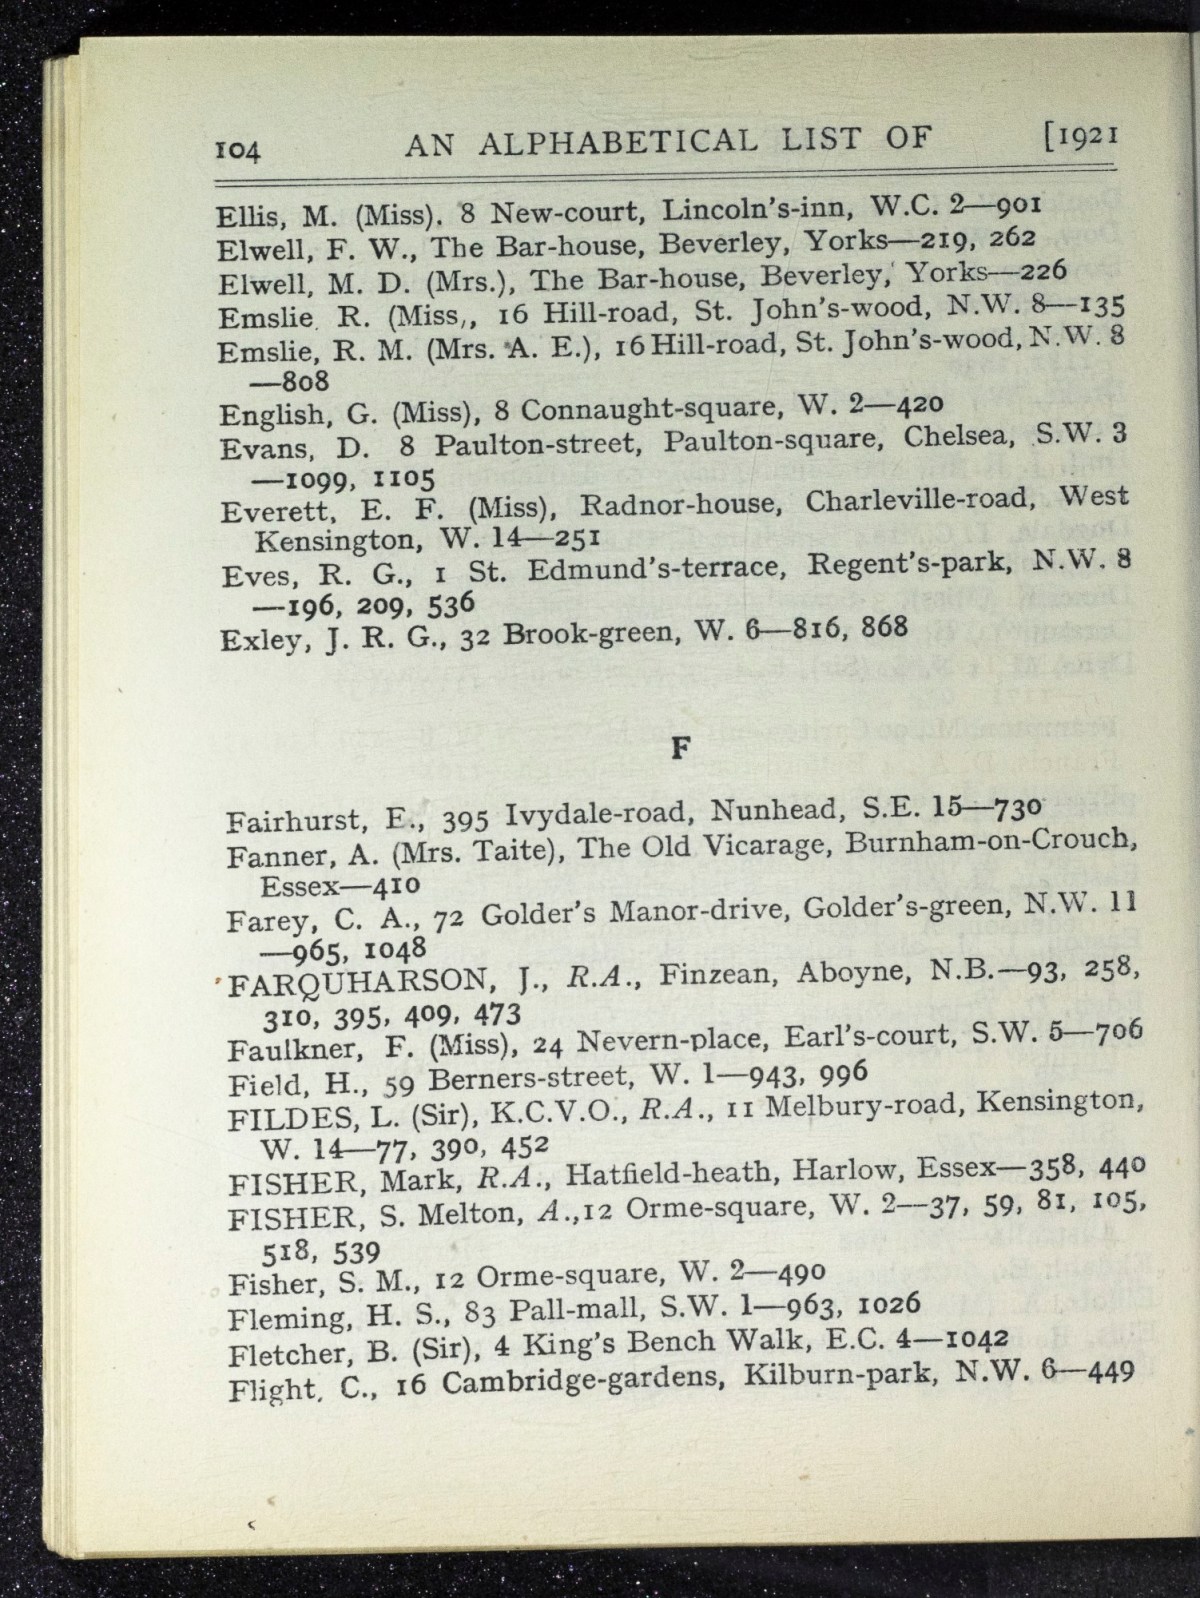 104 AN ALPHABETICAL LIST OF [1921
Ellis, M. (Miss). 8 New-court, Lincoln's-inn, W.C. 2—901
Elwell, F. W., The Bar-house, Beverley, Yorks—219, 262
Elwell, M. D. (Mrs.), The Bar-house, Beverley, Yorks—226
Emslie, R. (Miss,, 16 Hill-road, St. John's-wood, N.W. 8—135
Emslie, R. M. (Mrs. A. E.), 16 Hill-road, St. John's-wood, N.W. 8
—808
English, G. (Miss), 8 Connaught-square, W. 2—420
Evans, D. 8 Paulton-street, Paulton-square, Chelsea, S.W. 3
—1099, 1105
Everett, E. F. (Miss), Radnor-house, Charleville-road, West
Kensington, W. 14—251
Eves, R. G., 1 St. Edmund's-terrace, Regent's-park, N.W. 8
—196, 209, 536
Exley, J. R. G., 32 Brook-green, W. 6—816, 868
F
Fairhurst, E., 395 Ivydale-road, Nunhead, S.E. 15—730
Fanner, A. (Mrs. Taite), The Old Vicarage, Burnham-on-Crouch,
Essex—410
Farey, C. A., 72 Golder's Manor-drive, Golder's-green, N.W. 11
—965, 1048
FARQUHARSON, J., R.A., Finzean, Aboyne, N.B.—93, 258,
310, 395, 409, 473
Faulkner, F. (Miss), 24 Nevern-place, Earl's-court, S.W. 5—706
Field, H., 59 Berners-street, W. 1—943, 996
FILDES, L. (Sir), K.C.V.O., R.A., 11 Melbury-road, Kensington,
W. 14—77, 390, 452
FISHER, Mark, R.A., Hatfield-heath, Harlow, Essex—358, 440
FISHER, S. Melton, A.,12 Orme-square, W. 2—37, 59, 81, 105,
518, 539
Fisher, S. M., 12 Orme-square, W. 2—490
Fleming, H. S., 83 Pall-mall, S.W. 1—963, 1026
Fletcher, B. (Sir), 4 King's Bench Walk, E.C. 4—1042
Flight, C., 16 Cambridge-gardens, Kilburn-park, N.W. 6—449